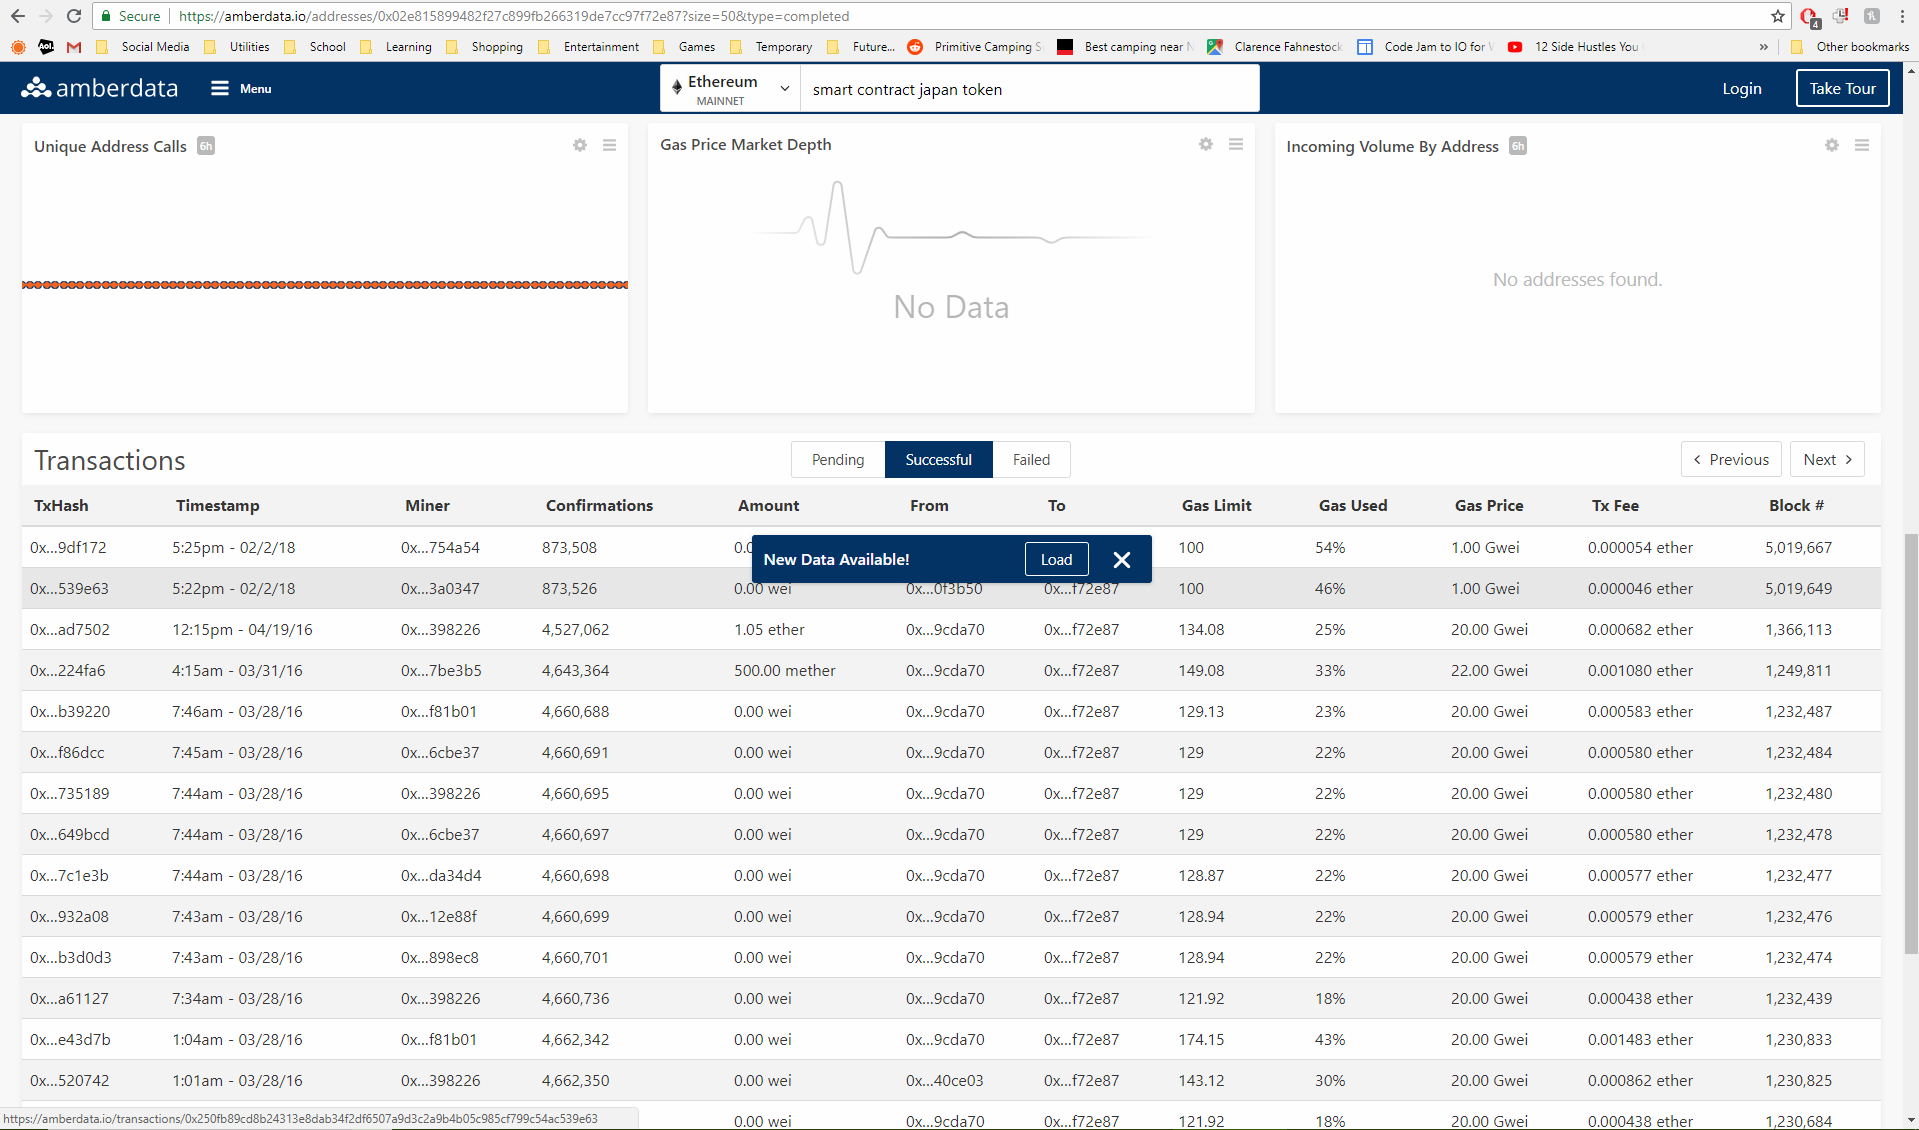 Secure https://amberdata.io/addresses/0x02e815899482f27c899fb266319de7cc97f72e87?size=50&type=completed
4
Aol. Social Media Utilities School Learning Shopping Entertainment Games Temporary Future... Primitive Camping Best camping near Clarence Fahnestock Code Jam to IO for 12 Side Hustles You » Other bookmarks
amberdata Menu Ethereum MAINNET smart contract japan token Login Take Tour
Unique Address Calls 6h Gas Price Market Depth Incoming Volume By Address 6h
No Data
No addresses found.
Transactions Pending Successful Failed Previous Next
TxHash Timestamp Miner Confirmations Amount From To Gas Limit Gas Used Gas Price Tx Fee Block #
0x...9df172 5:25pm - 02/2/18 0x...754a54 873,508 100 54% 1.00 Gwei 0.000054 ether 5,019,667
New Data Available! Load
0x...539e63 5:22pm - 02/2/18 0x...3a0347 873,526 0.00 wei 0x...0f3b50 0x...f72e87 100 46% 1.00 Gwei 0.000046 ether 5,019,649
0x...ad7502 12:15pm - 04/19/16 0x...398226 4,527,062 1.05 ether 0x...9cda70 0x...f72e87 134.08 25% 20.00 Gwei 0.000682 ether 1,366,113
0x...224fa6 4:15am - 03/31/16 0x...7be3b5 4,643,364 500.00 mether 0x...9cda70 0x...f72e87 149.08 33% 22.00 Gwei 0.001080 ether 1,249,811
0x...b39220 7:46am - 03/28/16 0x...f81b01 4,660,688 0.00 wei 0x...9cda70 0x...f72e87 129.13 23% 20.00 Gwei 0.000583 ether 1,232,487
0x...f86dcc 7:45am - 03/28/16 0x...6cbe37 4,660,691 0.00 wei 0x...9cda70 0x...f72e87 129 22% 20.00 Gwei 0.000580 ether 1,232,484
0x...735189 7:44am - 03/28/16 0x...398226 4,660,695 0.00 wei 0x...9cda70 0x...f72e87 129 22% 20.00 Gwei 0.000580 ether 1,232,480
0x...649bcd 7:44am - 03/28/16 0x...6cbe37 4,660,697 0.00 wei 0x...9cda70 0x...f72e87 129 22% 20.00 Gwei 0.000580 ether 1,232,478
0x...7c1e3b 7:44am - 03/28/16 0x...da34d4 4,660,698 0.00 wei 0x...9cda70 0x...f72e87 128.87 22% 20.00 Gwei 0.000577 ether 1,232,477
0x...932a08 7:43am - 03/28/16 0x...12e88f 4,660,699 0.00 wei 0x...9cda70 0x...f72e87 128.94 22% 20.00 Gwei 0.000579 ether 1,232,476
0x...b3d0d3 7:43am - 03/28/16 0x...898ec8 4,660,701 0.00 wei 0x...9cda70 0x...f72e87 128.94 22% 20.00 Gwei 0.000579 ether 1,232,474
0x...a61127 7:34am - 03/28/16 0x...398226 4,660,736 0.00 wei 0x...9cda70 0x...f72e87 121.92 18% 20.00 Gwei 0.000438 ether 1,232,439
0x...e43d7b 1:04am - 03/28/16 0x...f81b01 4,662,342 0.00 wei 0x...9cda70 0x...f72e87 174.15 43% 20.00 Gwei 0.001483 ether 1,230,833
0x...520742 1:01am - 03/28/16 0x...398226 4,662,350 0.00 wei 0x...40ce03 0x...f72e87 143.12 30% 20.00 Gwei 0.000862 ether 1,230,825
0.00 wei 0x...9cda70 0x...f72e87 121.92 18% 20.00 Gwei 0.000438 ether 1,230,684
https://amberdata.io/transactions/0x250fb89cd8b24313e8dab34f2df6507a9d3c2a9b4b05c985cf799c54ac539e63